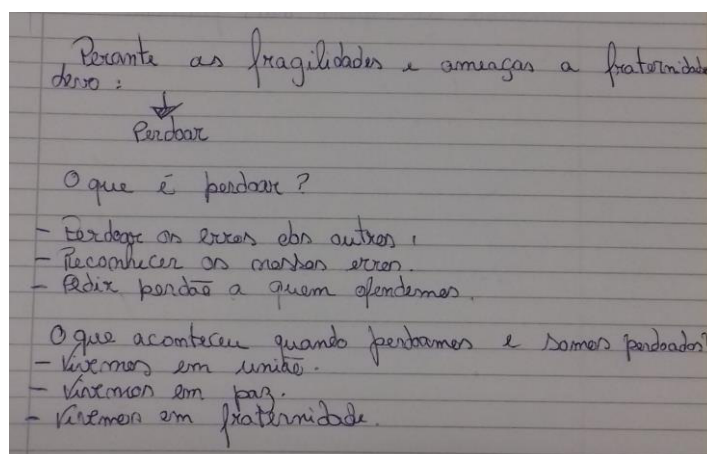 Perante as fragilidades e ameaças a fraternidade
devo:
Perdoar
O que é perdoar?
- Perdoar os erros dos outros.
- Reconhecer os nossos erros.
- Pedir perdão a quem ofendemos.
O que aconteceu quando perdoamos e somos perdoados?
- Vivemos em união.
- Vivemos em paz.
- Vivemos em fraternidade.